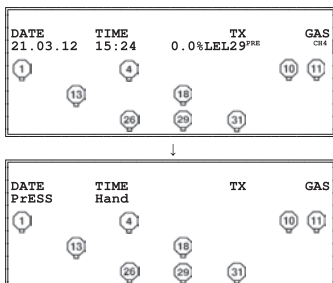 DATE TIME TX GAS
21.03.12 15:24 0.0%LEL29PRE CH4
1 4 10 11
13 18
26 29 31
↓
DATE TIME TX GAS
PrESS Hand
1 4 10 11
13 18
26 29 31